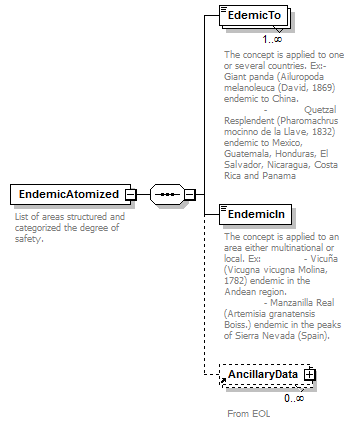 EdemicTo
1..∞
The concept is applied to one
or several countries. Ex:-
Giant panda (Ailuropoda
melanoleuca (David, 1869)
endemic to China.
- Quetzal
Resplendent (Pharomachrus
mocinno de la Llave, 1832)
endemic to Mexico,
Guatemala, Honduras, El
Salvador, Nicaragua, Costa
Rica and Panama
EndemicAtomized
List of areas structured and
categorized the degree of
safety.
EndemicIn
The concept is applied to an
area either multinational or
local. Ex: - Vicuña
(Vicugna vicugna Molina,
1782) endemic in the
Andean region.
- Manzanilla Real
(Artemisia granatensis
Boiss.) endemic in the peaks
of Sierra Nevada (Spain).
AncillaryData
0..∞
From EOL